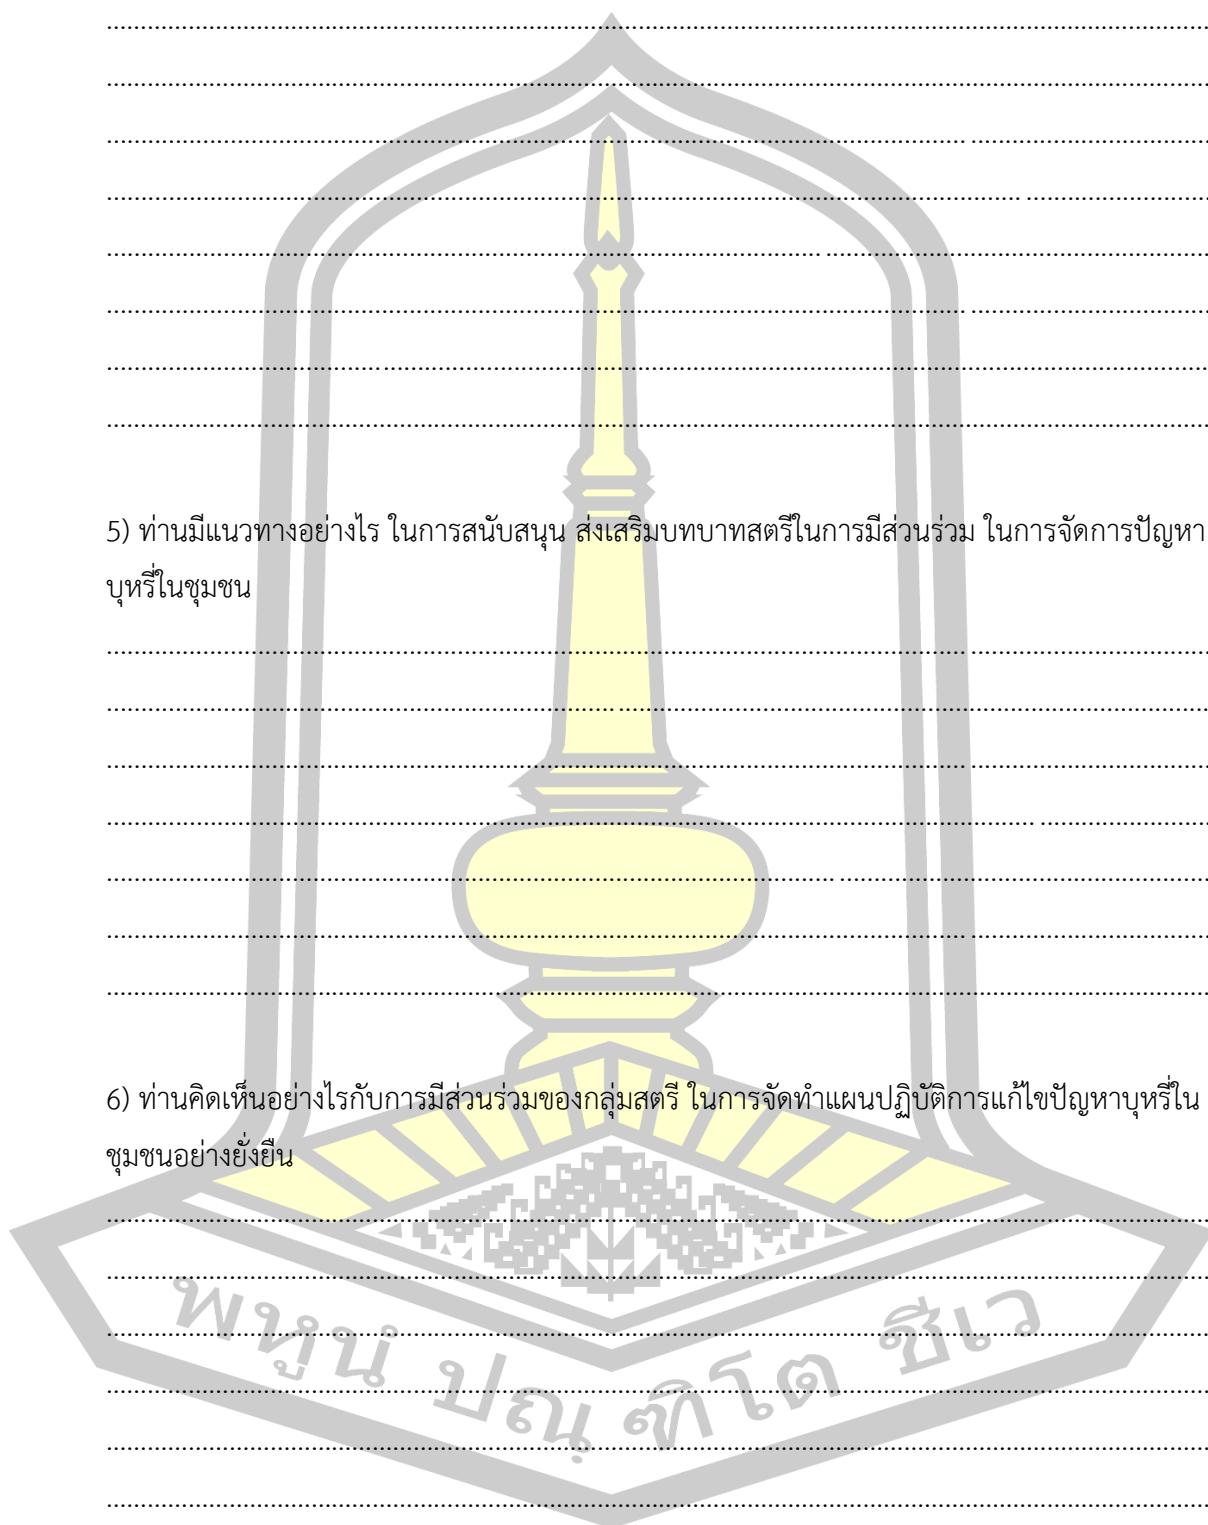 5) ท่านมีแนวทางอย่างไร ในการสนับสนุน ส่งเสริมบทบาทสตรีในการมีส่วนร่วม ในการจัดการปัญหา
บุหรี่ในชุมชน
6) ท่านคิดเห็นอย่างไรกับการมีส่วนร่วมของกลุ่มสตรี ในการจัดทำแผนปฏิบัติการแก้ไขปัญหาบุหรี่ใน
ชุมชนอย่างยั่งยืน
พหูนํ ปณฺฑิโต ชีเว